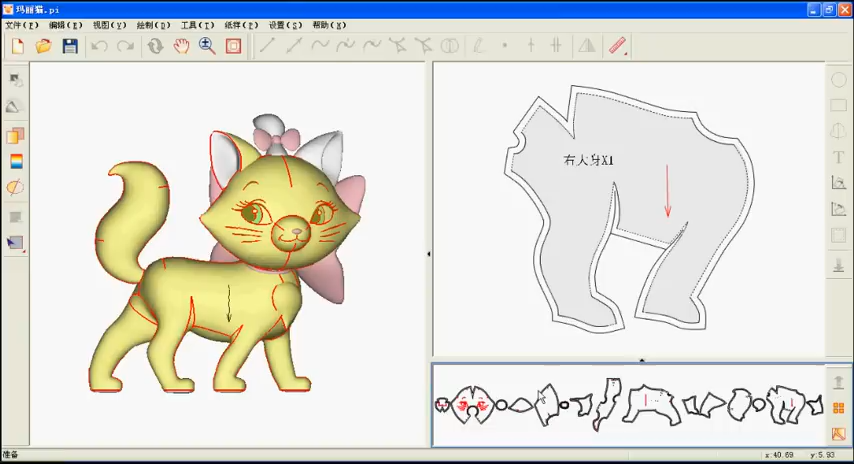 玛丽猫.pi
文件(F) 编辑(E) 视图(V) 绘制(D) 工具(T) 纸样(P) 设置(S) 帮助(H)
右大身X1
准备
x:40.69 y:5.93